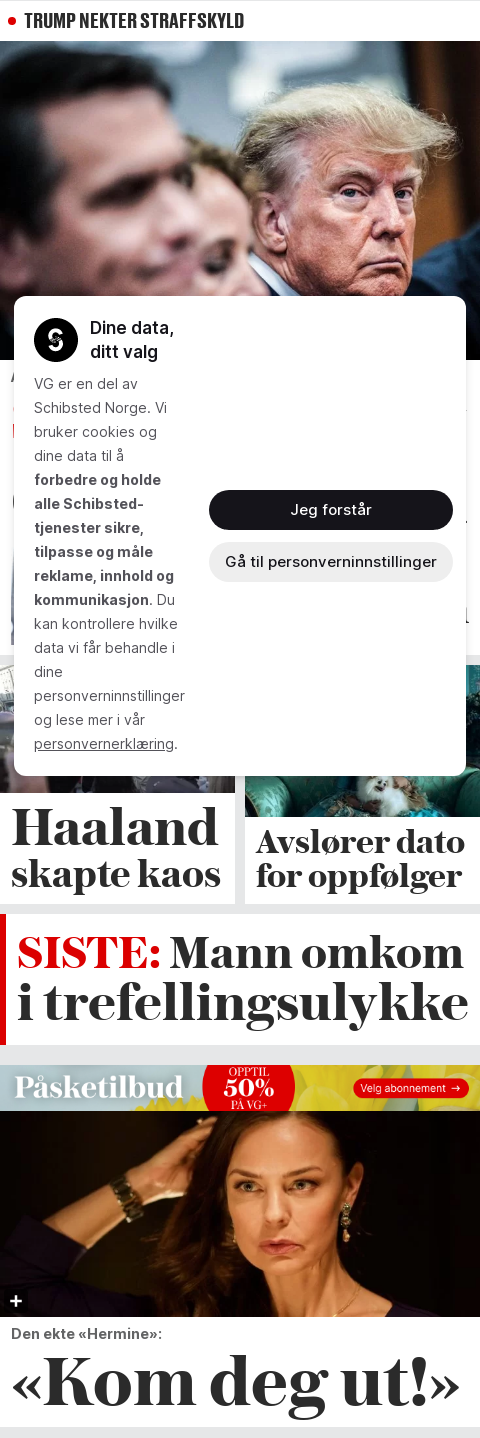 TRUMP NEKTER STRAFFSKYLD
Dine data,
ditt valg
VG er en del av
Schibsted Norge. Vi
bruker cookies og
dine data til å
forbedre og holde
alle Schibsted-
tjenester sikre,
tilpasse og måle
reklame, innhold og
kommunikasjon. Du
kan kontrollere hvilke
data vi får behandle i
dine
personverninnstillinger
og lese mer i vår
personvernerklæring.
Jeg forstår
Gå til personverninnstillinger
Haaland
skapte kaos
Avslører dato
for oppfølger
SISTE: Mann omkom
i trefellingsulykke
Påsketilbud
OPPTIL
50%
PÅ VG+
Velg abonnement →
Den ekte «Hermine»:
«Kom deg ut!»